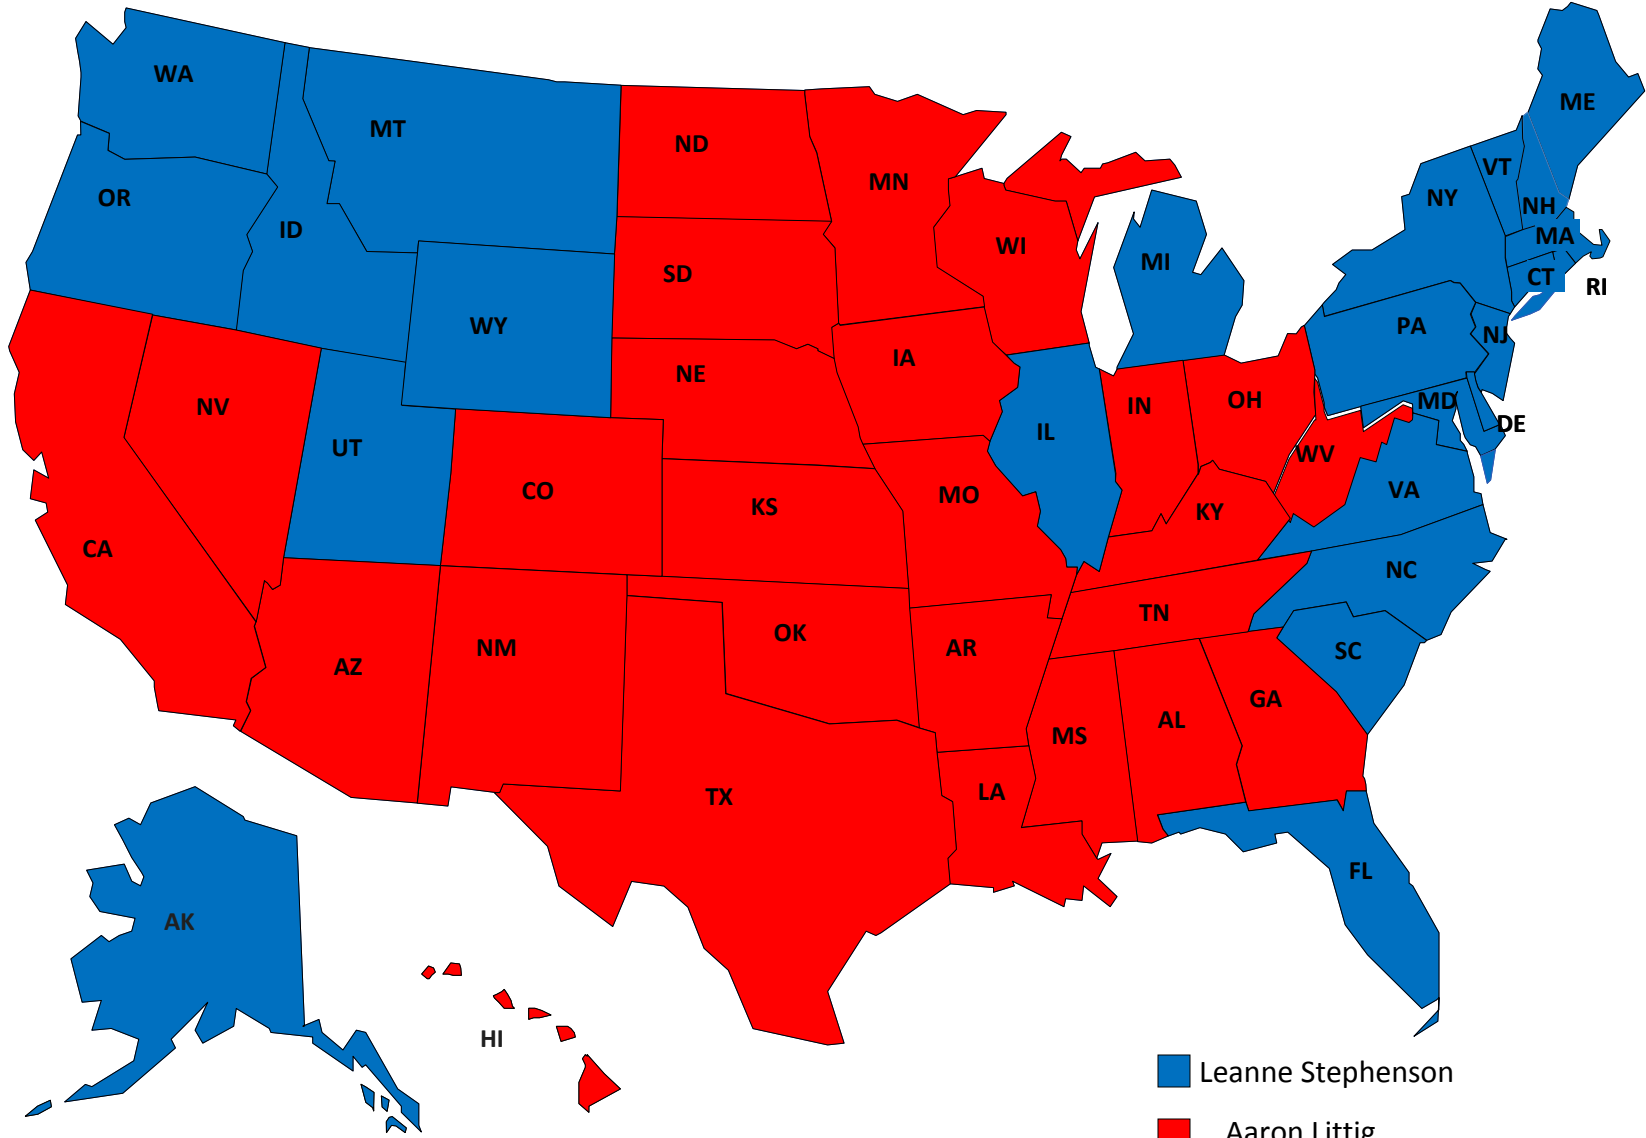 WA
MT
ND
MN
ME
OR
ID
VT
NY
NH
MA
WI
MI
SD
CT
RI
WY
PA
NJ
NE
IA
NV
IN
OH
MD
DE
UT
IL
WV
CO
KS
MO
KY
VA
CA
NC
TN
OK
AR
SC
NM
AZ
GA
AL
MS
TX
LA
FL
AK
HI
Leanne Stephenson
Aaron Littig